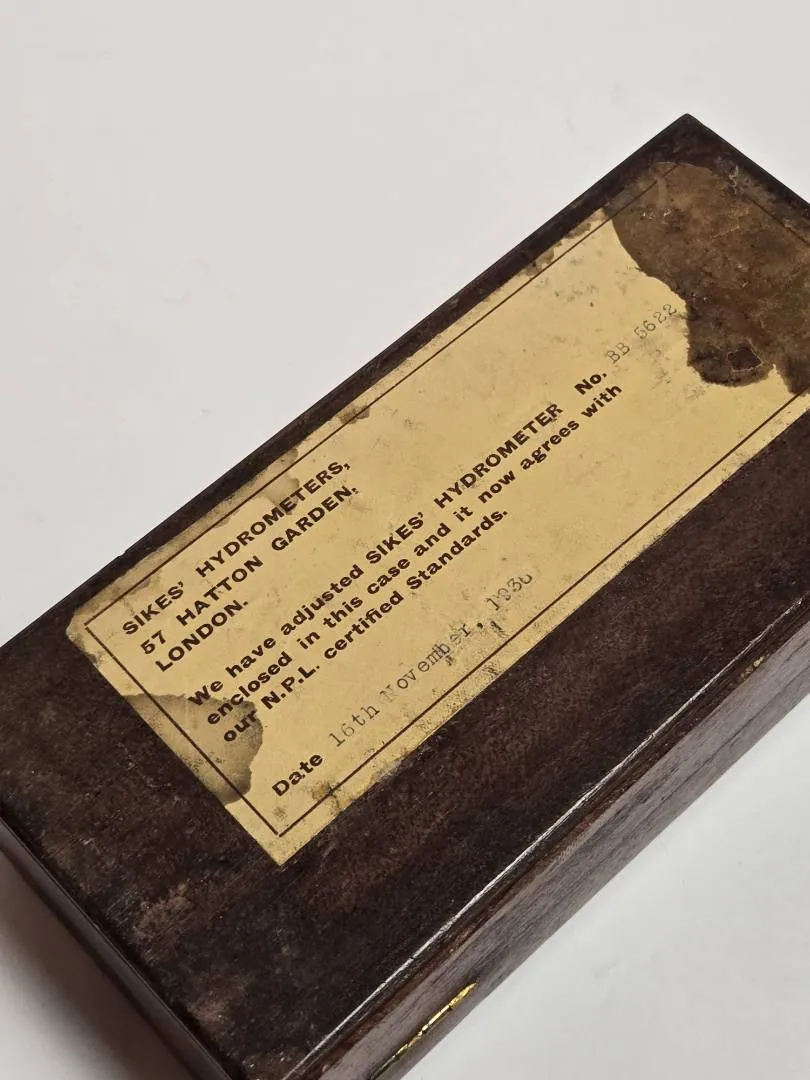 SIKES' HYDROMETERS,
57 HATTON GARDEN,
LONDON.
We have adjusted SIKES' HYDROMETER No. BB 5622
enclosed in this case and it now agrees with
our N.P.L. certified Standards.
Date 16th November, 1936